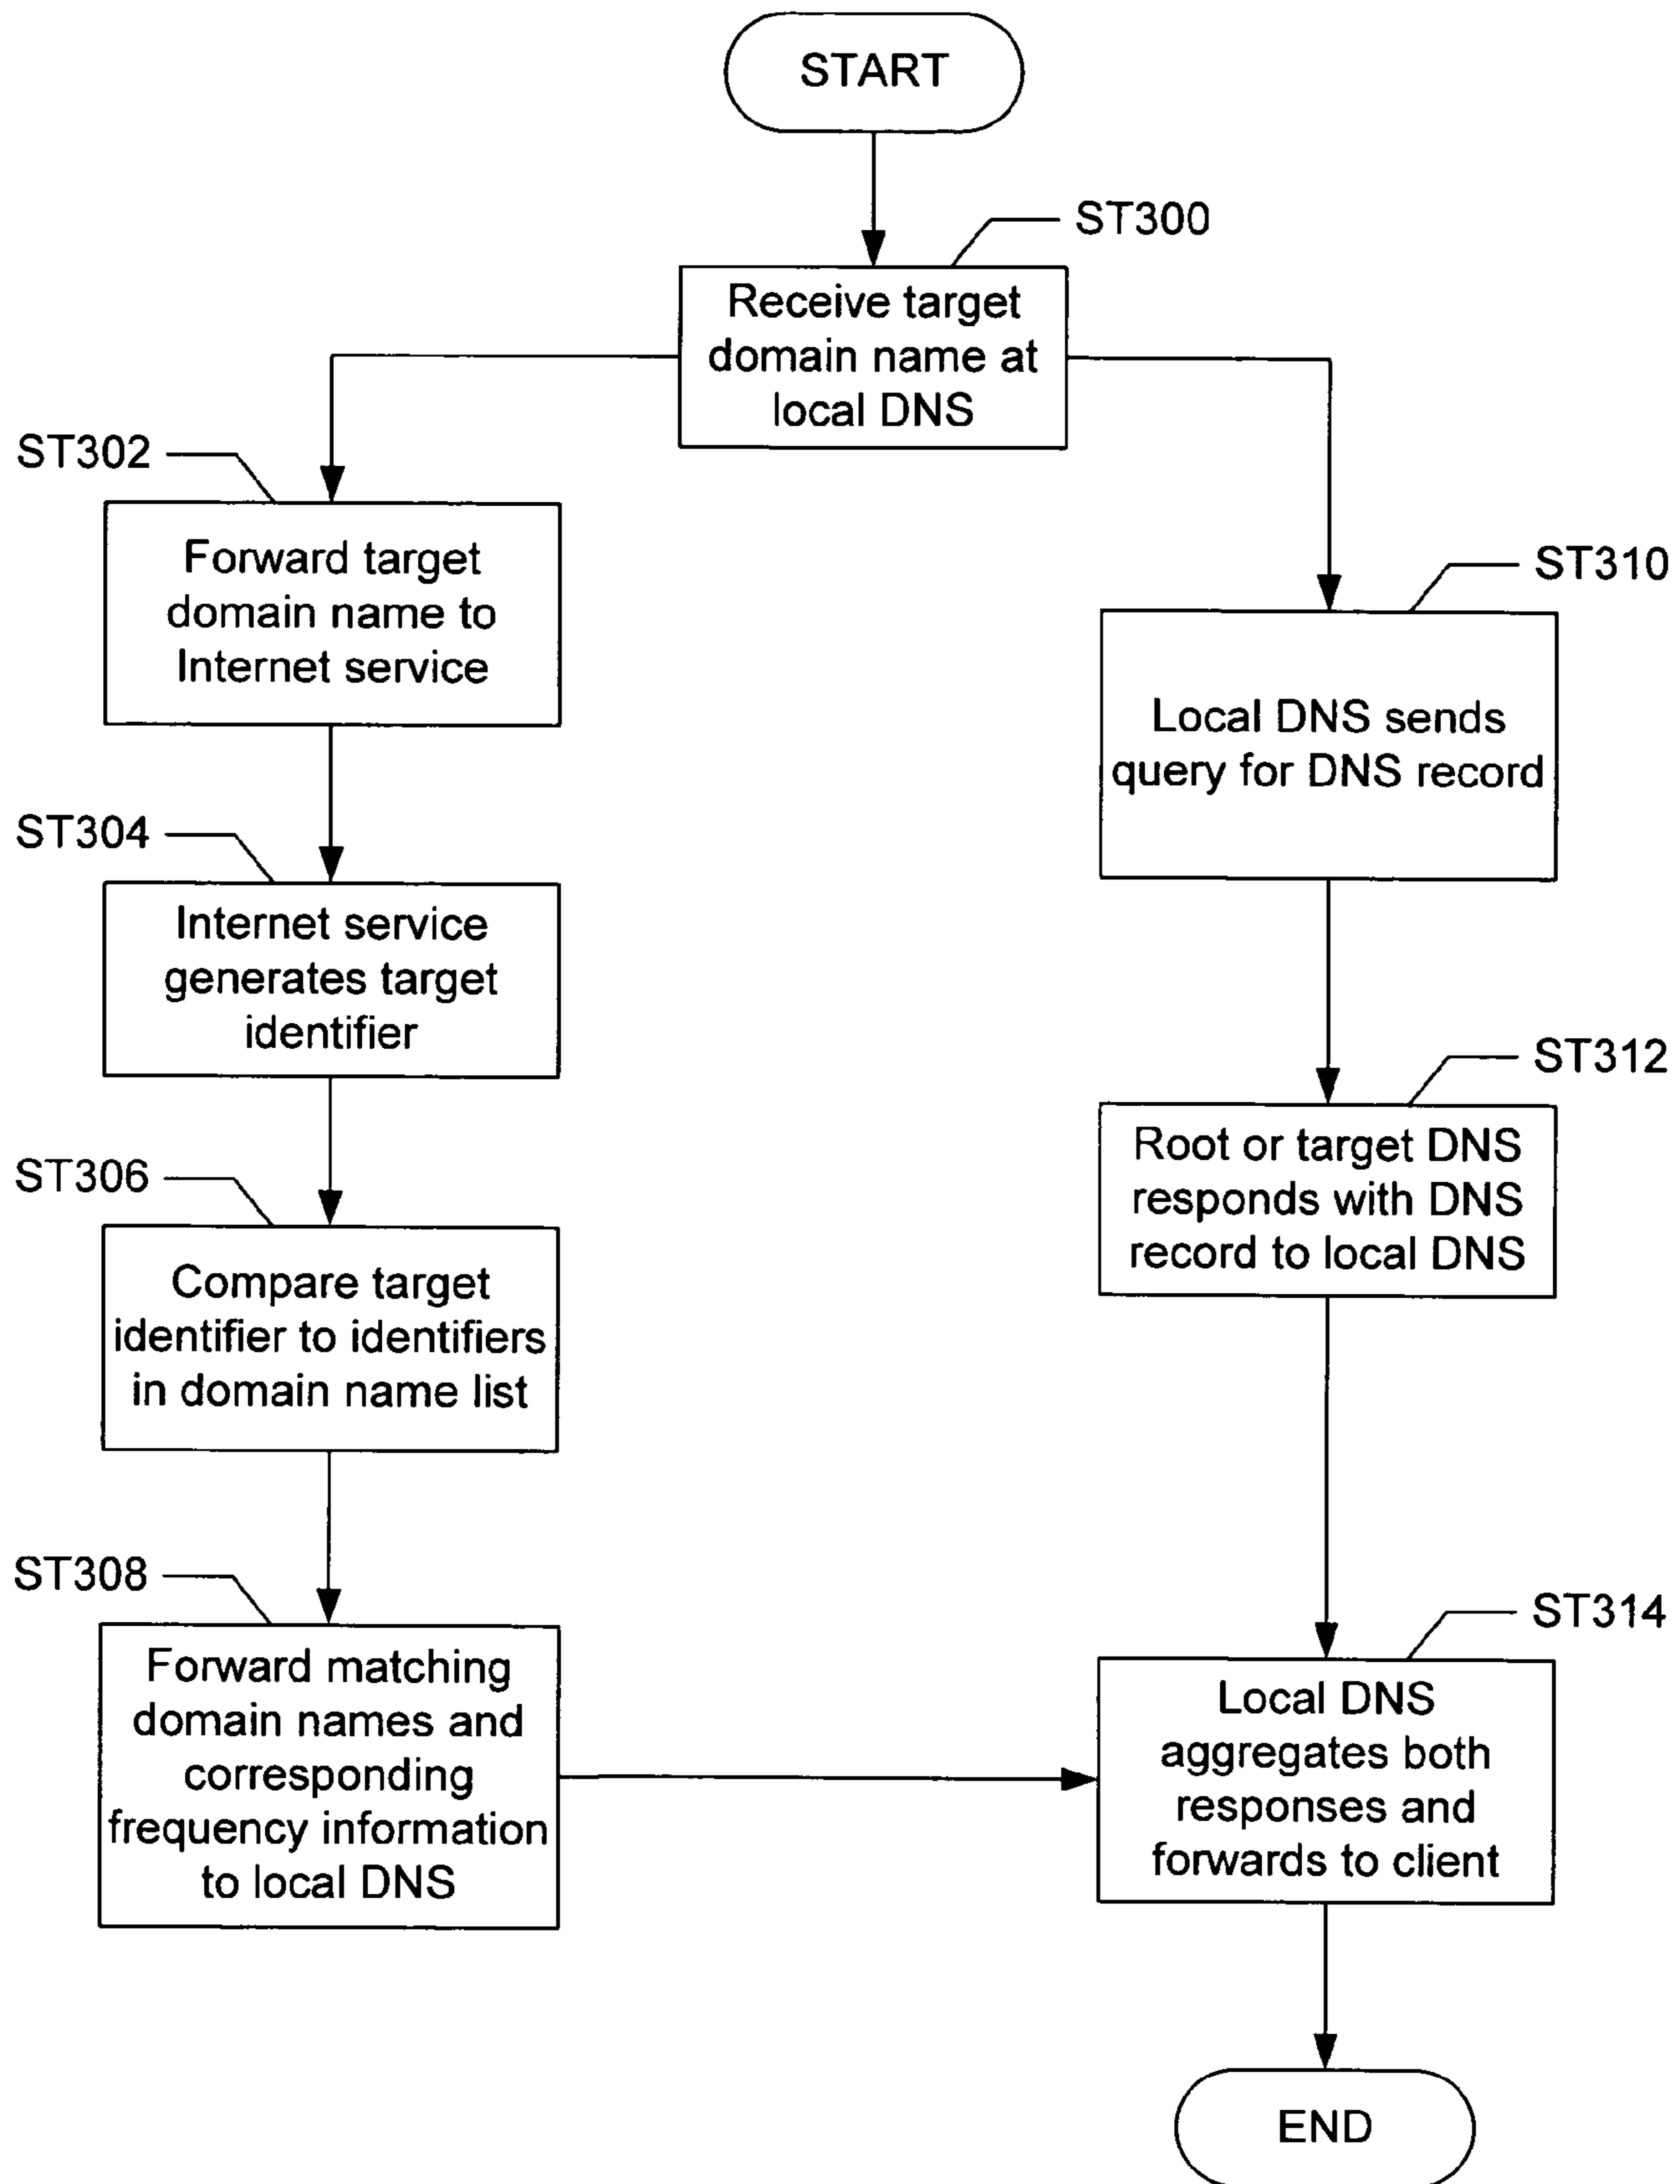 START
ST300
Receive target
domain name at
local DNS
ST302
Forward target
domain name to
Internet service
ST304
Internet service
generates target
identifier
ST306
Compare target
identifier to identifiers
in domain name list
ST308
Forward matching
domain names and
corresponding
frequency information
to local DNS
ST310
Local DNS sends
query for DNS record
ST312
Root or target DNS
responds with DNS
record to local DNS
ST314
Local DNS
aggregates both
responses and
forwards to client
END